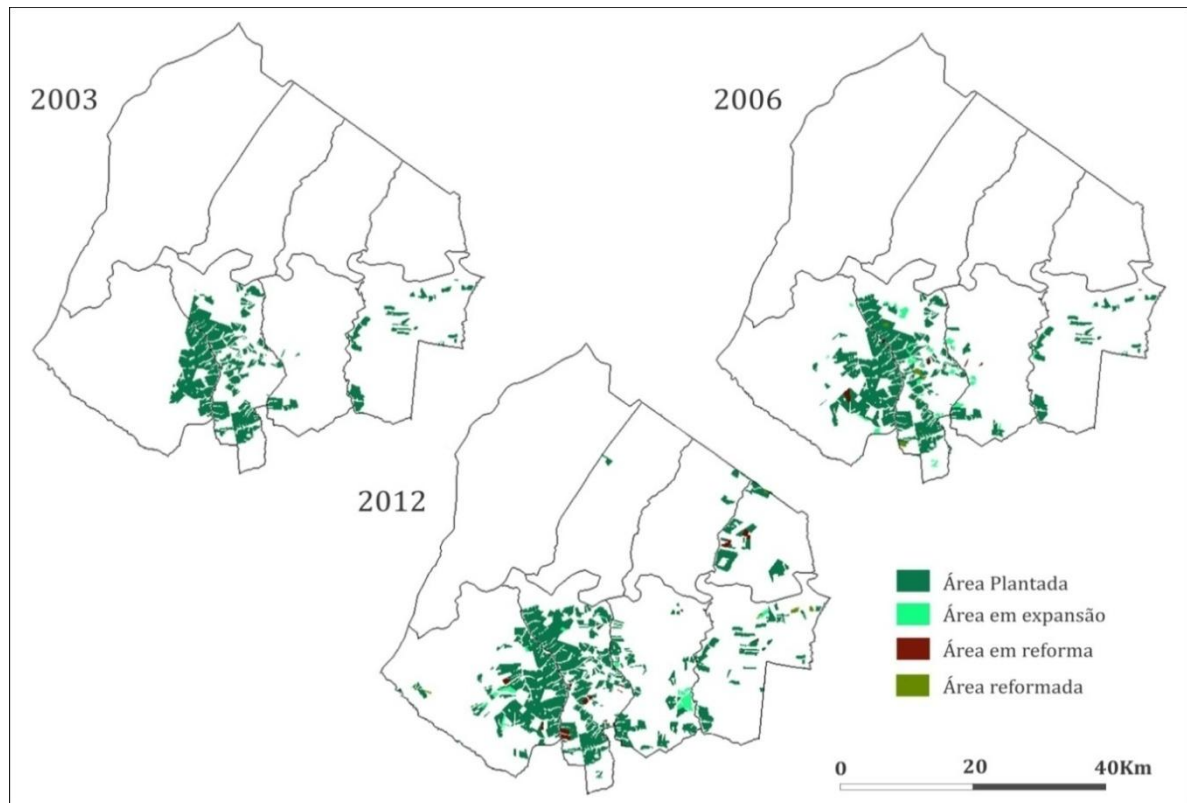 2003
2006
2012
Área Plantada
Área em expansão
Área em reforma
Área reformada
0 20 40Km